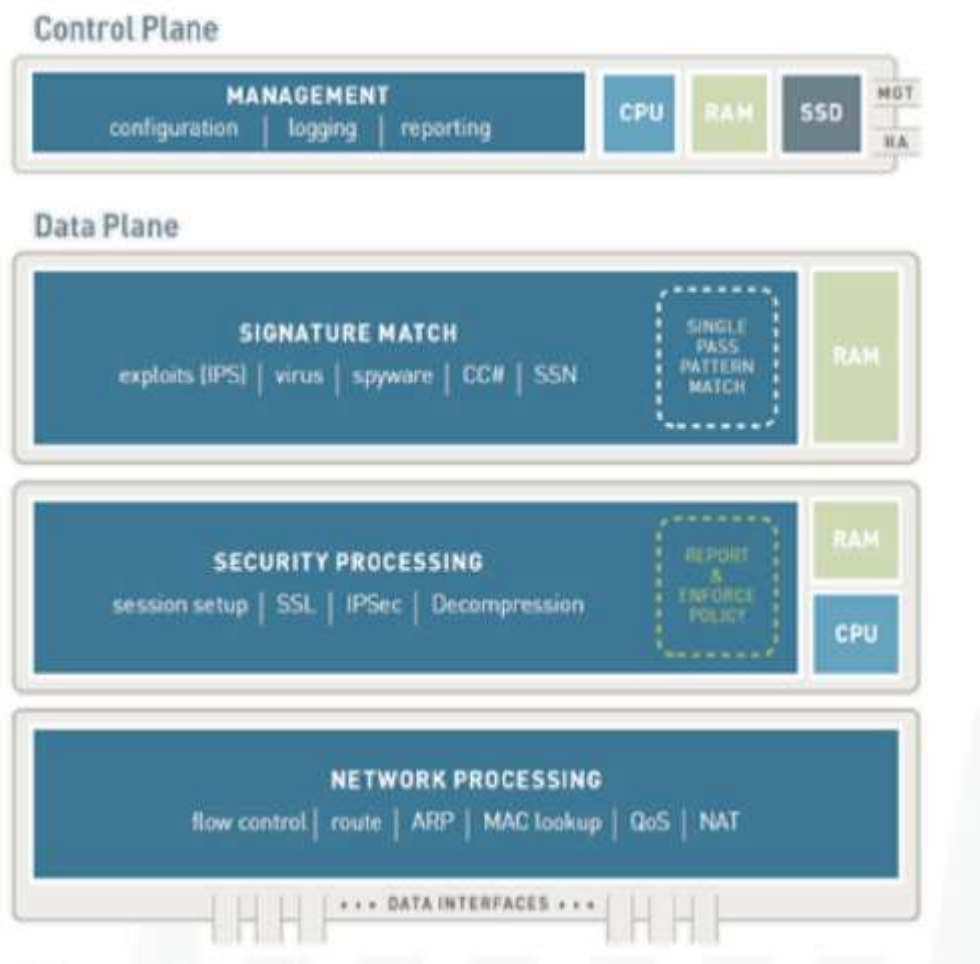 Control Plane
MANAGEMENT
configuration | logging | reporting
CPU
RAM
SSD
MGT
HA
Data Plane
SIGNATURE MATCH
exploits (IPS) | virus | spyware | CC# | SSN
SINGLE
PASS
PATTERN
MATCH
RAM
SECURITY PROCESSING
session setup | SSL | IPSec | Decompression
REPORT
&
ENFORCE
POLICY
RAM
CPU
NETWORK PROCESSING
flow control | route | ARP | MAC lookup | QoS | NAT
• • • DATA INTERFACES • • •